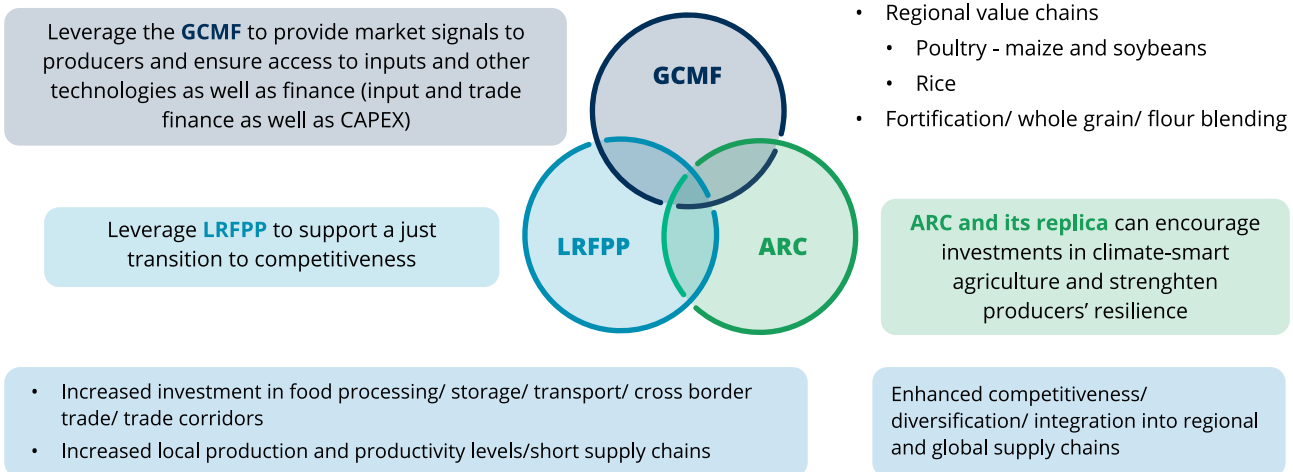 Leverage the GCMF to provide market signals to
producers and ensure access to inputs and other
technologies as well as finance (input and trade
finance as well as CAPEX)
GCMF
• Regional value chains
• Poultry - maize and soybeans
• Rice
• Fortification/ whole grain/ flour blending
Leverage LRFPP to support a just
transition to competitiveness
LRFPP
ARC
ARC and its replica can encourage
investments in climate-smart
agriculture and strenghten
producers’ resilience
• Increased investment in food processing/ storage/ transport/ cross border
trade/ trade corridors
• Increased local production and productivity levels/short supply chains
Enhanced competitiveness/
diversification/ integration into regional
and global supply chains